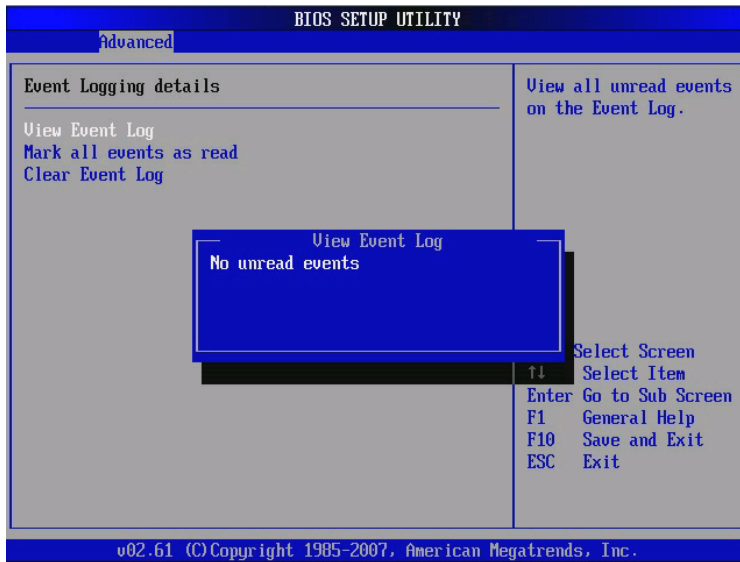 BIOS SETUP UTILITY
Advanced
Event Logging details
View Event Log
Mark all events as read
Clear Event Log
View all unread events
on the Event Log.
View Event Log
No unread events
Select Screen
↑↓ Select Item
Enter Go to Sub Screen
F1 General Help
F10 Save and Exit
ESC Exit
v02.61 (C)Copyright 1985-2007, American Megatrends, Inc.